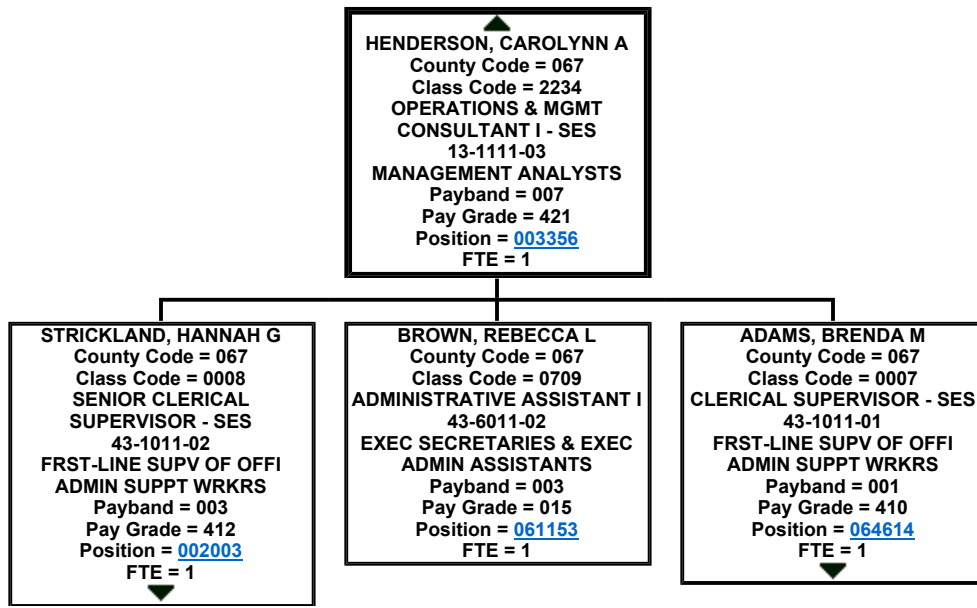 HENDERSON, CAROLYNN A
County Code = 067
Class Code = 2234
OPERATIONS & MGMT
CONSULTANT I - SES
13-1111-03
MANAGEMENT ANALYSTS
Payband = 007
Pay Grade = 421
Position = 003356
FTE = 1
STRICKLAND, HANNAH G
County Code = 067
Class Code = 0008
SENIOR CLERICAL
SUPERVISOR - SES
43-1011-02
FRST-LINE SUPV OF OFFI
ADMIN SUPPT WRKRS
Payband = 003
Pay Grade = 412
Position = 002003
FTE = 1
BROWN, REBECCA L
County Code = 067
Class Code = 0709
ADMINISTRATIVE ASSISTANT I
43-6011-02
EXEC SECRETARIES & EXEC
ADMIN ASSISTANTS
Payband = 003
Pay Grade = 015
Position = 061153
FTE = 1
ADAMS, BRENDA M
County Code = 067
Class Code = 0007
CLERICAL SUPERVISOR - SES
43-1011-01
FRST-LINE SUPV OF OFFI
ADMIN SUPPT WRKRS
Payband = 001
Pay Grade = 410
Position = 064614
FTE = 1